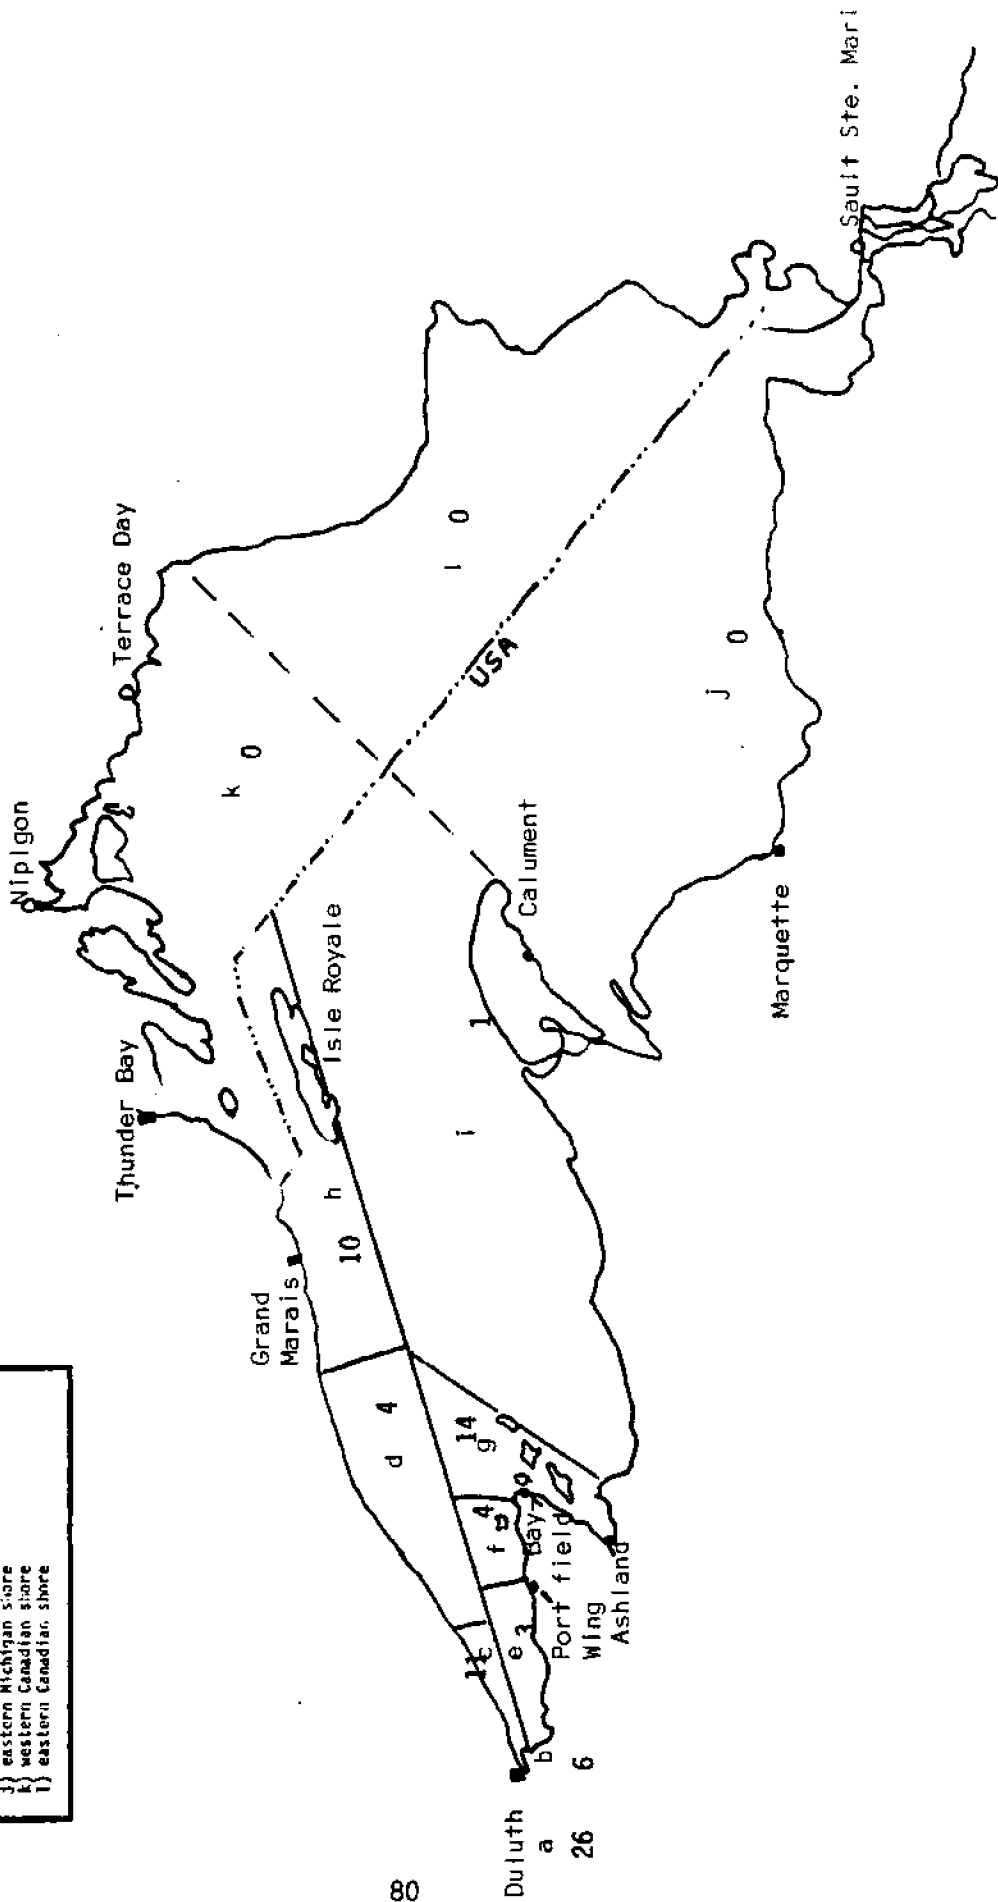 j) eastern Michigan shore
k) western Canadian shore
l) eastern Canadian shore
Niplgon
Terrace Day
Thunder Bay
Grand
Marais
Isle Royale
Calument
Marquette
Sault Ste. Mari
USA
k 0
l 0
j 0
i 1
h
10
d 4
14
g
f 4
e 3
c
b
6
Duluth
a
26
Bay
field
Port
Wing
Ashland
80